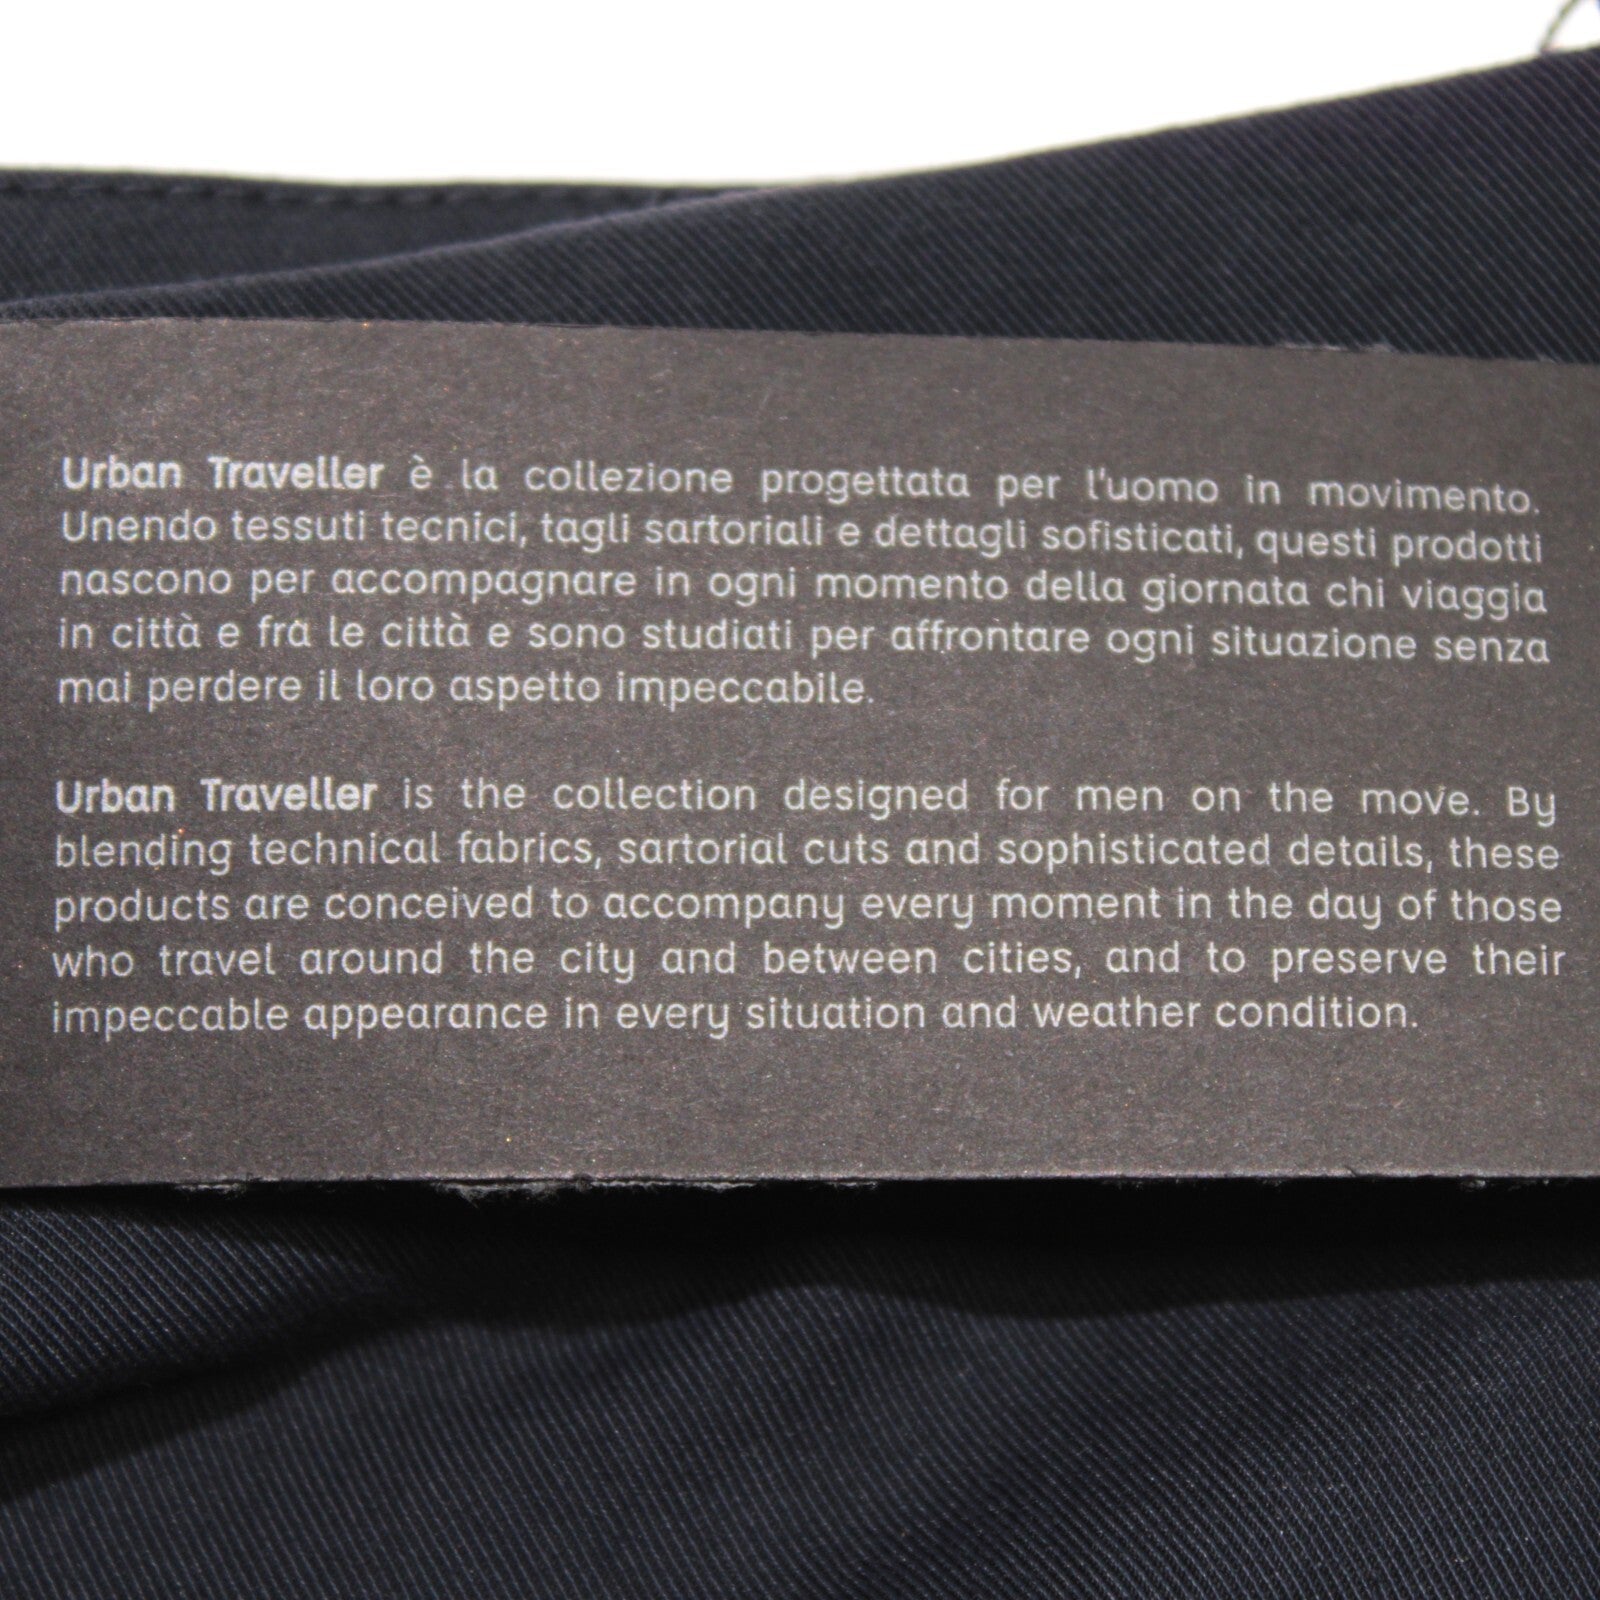 Urban Traveller è la collezione progettata per l'uomo in movimento.
Unendo tessuti tecnici, tagli sartoriali e dettagli sofisticati, questi prodotti
nascono per accompagnare in ogni momento della giornata chi viaggia
in città e fra le città e sono studiati per affrontare ogni situazione senza
mai perdere il loro aspetto impeccabile.
Urban Traveller is the collection designed for men on the move. By
blending technical fabrics, sartorial cuts and sophisticated details, these
products are conceived to accompany every moment in the day of those
who travel around the city and between cities, and to preserve their
impeccable appearance in every situation and weather condition.